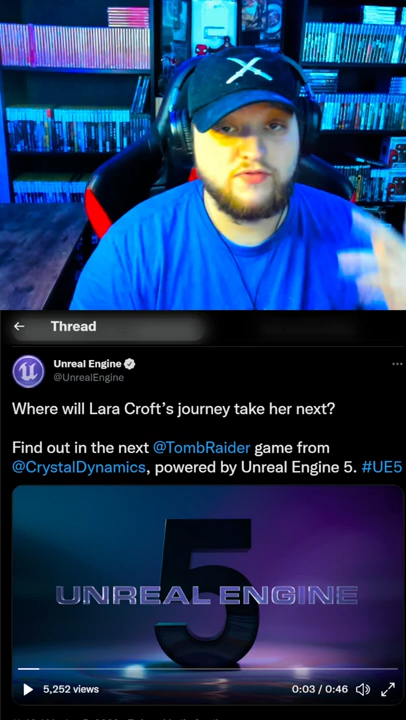 Thread
Unreal Engine
@UnrealEngine
Where will Lara Croft's journey take her next?
Find out in the next @TombRaider game from
@CrystalDynamics, powered by Unreal Engine 5. #UE5
5
UNREAL ENGINE
5,252 views
0:03 / 0:46